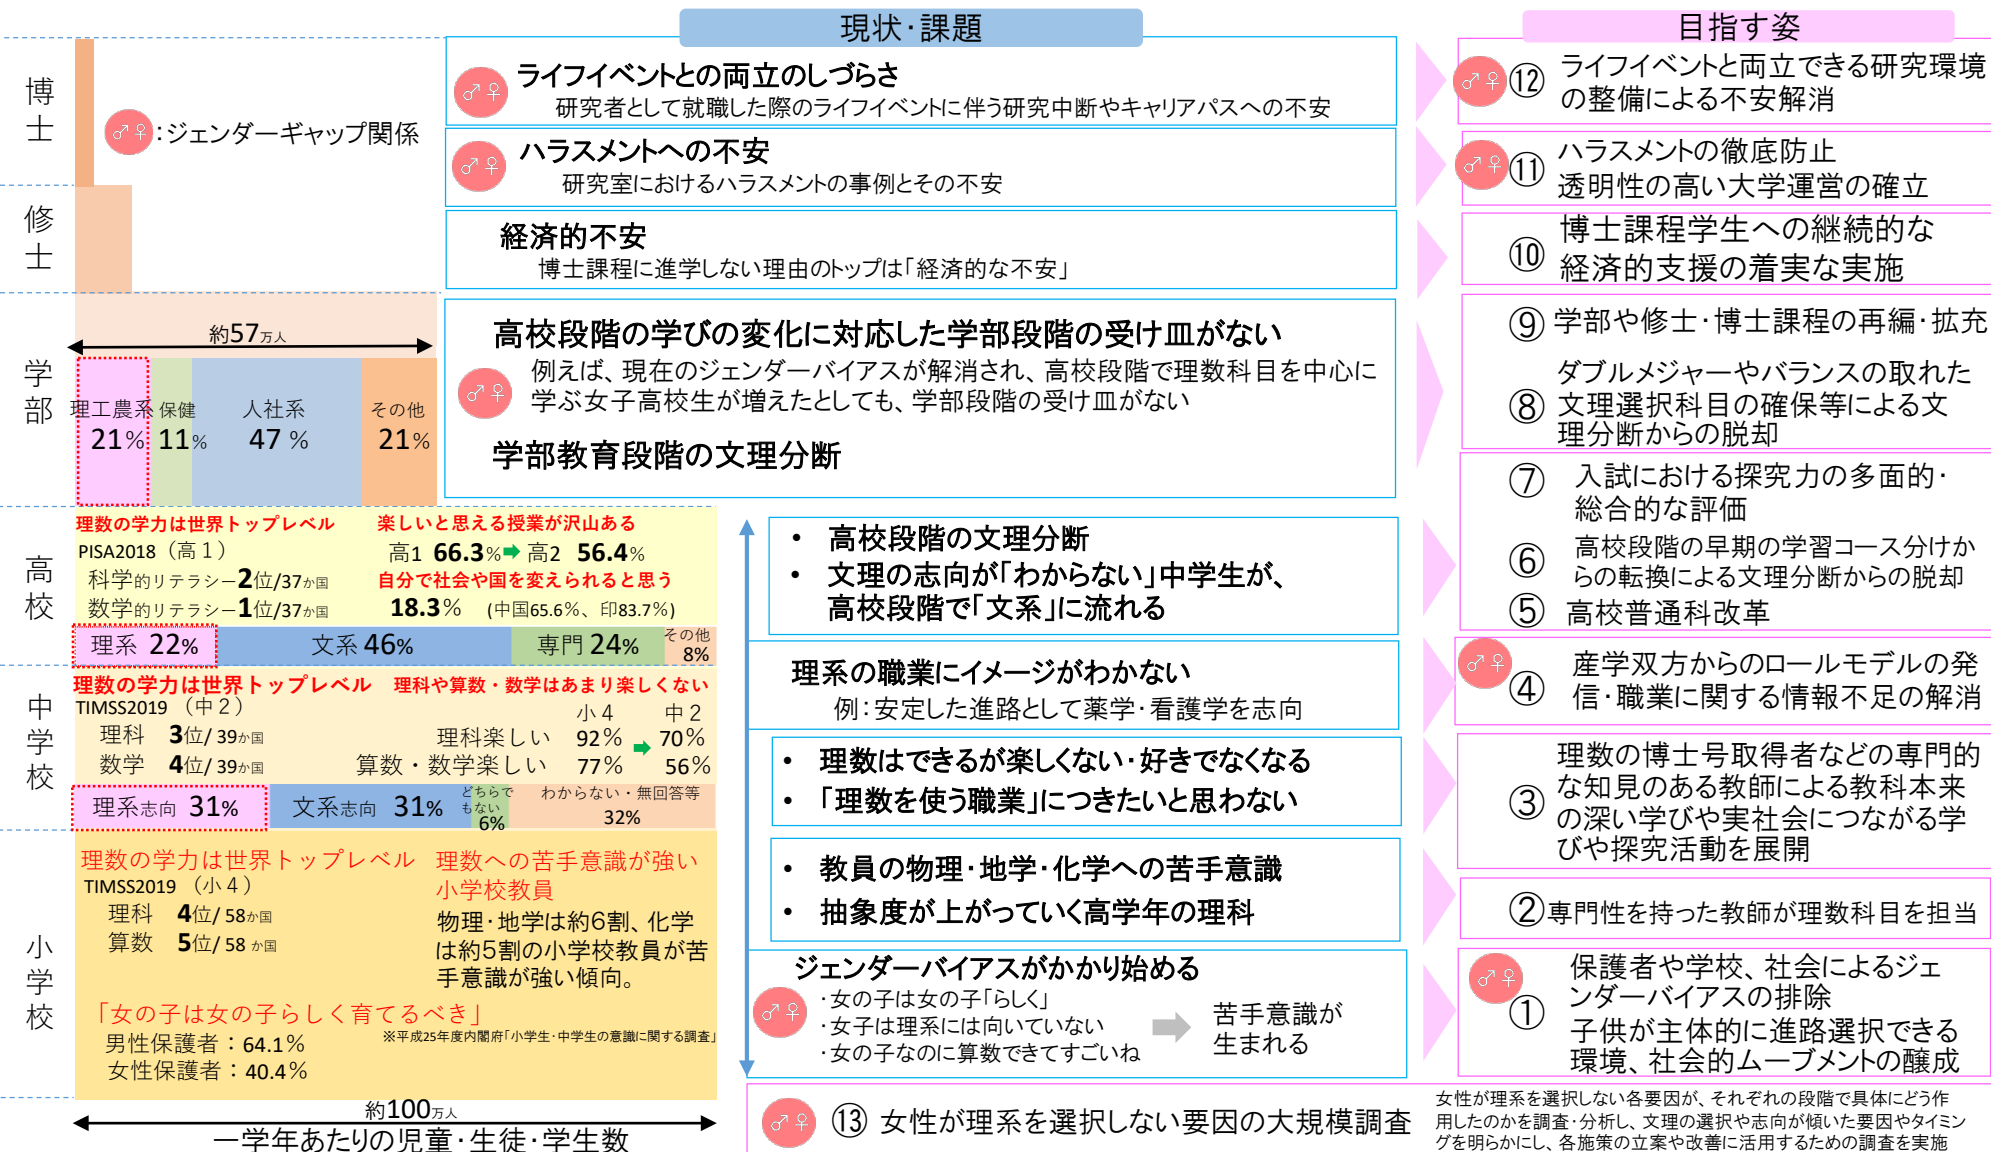 現状・課題
目指す姿
博士
♂♀:ジェンダーギャップ関係
修士
学部
約57万人
理工農系 保健 人社系 その他
21% 11% 47 % 21%
♂♀ ライフイベントとの両立のしづらさ
研究者として就職した際のライフイベントに伴う研究中断やキャリアパスへの不安
♂♀ ハラスメントへの不安
研究室におけるハラスメントの事例とその不安
経済的不安
博士課程に進学しない理由のトップは「経済的な不安」
高校段階の学びの変化に対応した学部段階の受け皿がない
♂♀ 例えば、現在のジェンダーバイアスが解消され、高校段階で理数科目を中心に
学ぶ女子高校生が増えたとしても、学部段階の受け皿がない
学部教育段階の文理分断
♂♀ ⑫ ライフイベントと両立できる研究環境
の整備による不安解消
♂♀ ⑪ ハラスメントの徹底防止
透明性の高い大学運営の確立
⑩ 博士課程学生への継続的な
経済的支援の着実な実施
⑨ 学部や修士・博士課程の再編・拡充
⑧ ダブルメジャーやバランスの取れた
文理選択科目の確保等による文
理分断からの脱却
高校
理数の学力は世界トップレベル
PISA2018(高1)
科学的リテラシー2位/37か国
数学的リテラシー1位/37か国
楽しいと思える授業が沢山ある
高1 66.3%➡高2 56.4%
自分で社会や国を変えられると思う
18.3% (中国65.6%、印83.7%)
理系 22% 文系 46% 専門 24% その他
8%
・ 高校段階の文理分断
・ 文理の志向が「わからない」中学生が、
高校段階で「文系」に流れる
⑦ 入試における探究力の多面的・
総合的な評価
⑥ 高校段階の早期の学習コース分けか
らの転換による文理分断からの脱却
⑤ 高校普通科改革
中学校
理数の学力は世界トップレベル
TIMSS2019 (中2)
理科 3位/ 39か国
数学 4位/ 39か国
理科や算数・数学はあまり楽しくない
小4 中2
理科楽しい 92% ➡ 70%
算数・数学楽しい 77% 56%
理系志向 31% 文系志向 31% どちらで
もない
6% わからない・無回答等
32%
理系の職業にイメージがわかない
例:安定した進路として薬学・看護学を志向
・ 理数はできるが楽しくない・好きでなくなる
・ 「理数を使う職業」につきたいと思わない
♂♀ ④ 産学双方からのロールモデルの発
信・職業に関する情報不足の解消
③ 理数の博士号取得者などの専門的
な知見のある教師による教科本来
の深い学びや実社会につながる学
びや探究活動を展開
小学校
理数の学力は世界トップレベル
TIMSS2019 (小4)
理科 4位/ 58か国
算数 5位/ 58 か国
理数への苦手意識が強い
小学校教員
物理・地学は約6割、化学
は約5割の小学校教員が苦
手意識が強い傾向。
「女の子は女の子らしく育てるべき」
男性保護者:64.1%
女性保護者:40.4%
※平成25年度内閣府「小学生・中学生の意識に関する調査」
・ 教員の物理・地学・化学への苦手意識
・ 抽象度が上がっていく高学年の理科
ジェンダーバイアスがかかり始める
♂♀ ・女の子は女の子「らしく」
・女子は理系には向いていない
・女の子なのに算数できてすごいね
➡ 苦手意識が
生まれる
② 専門性を持った教師が理数科目を担当
♂♀ ① 保護者や学校、社会によるジェ
ンダーバイアスの排除
子供が主体的に進路選択できる
環境、社会的ムーブメントの醸成
約100万人
一学年あたりの児童・生徒・学生数
♂♀ ⑬ 女性が理系を選択しない要因の大規模調査
女性が理系を選択しない各要因が、それぞれの段階で具体にどう作
用したのかを調査・分析し、文理の選択や志向が傾いた要因やタイミン
グを明らかにし、各施策の立案や改善に活用するための調査を実施